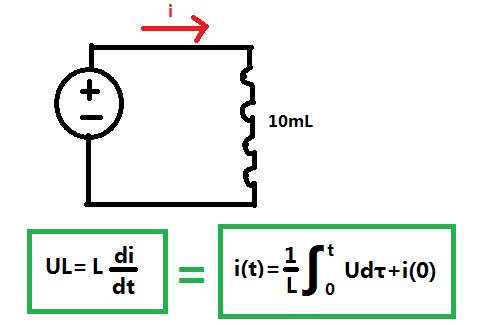 i
+
−
10mL
UL= L di/dt = i(t)=1/L ∫₀ᵗ Udτ+i(0)